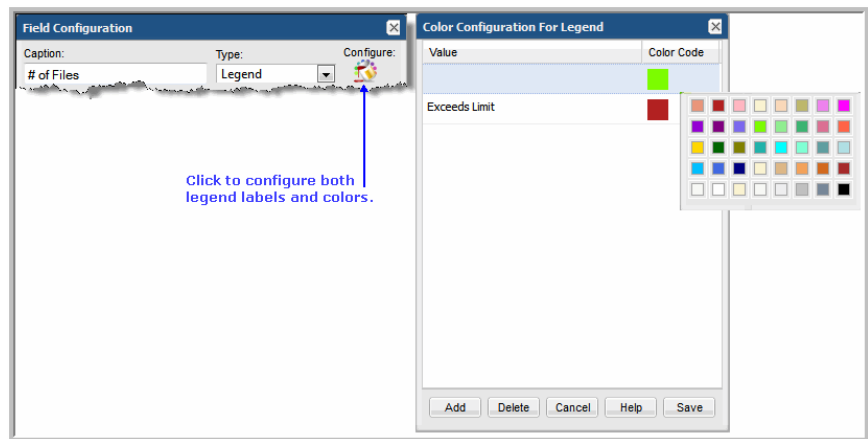 Field Configuration
Caption:
Type:
Configure:
# of Files
Legend
Click to configure both
legend labels and colors.
Color Configuration For Legend
Value
Color Code
Exceeds Limit
Add
Delete
Cancel
Help
Save